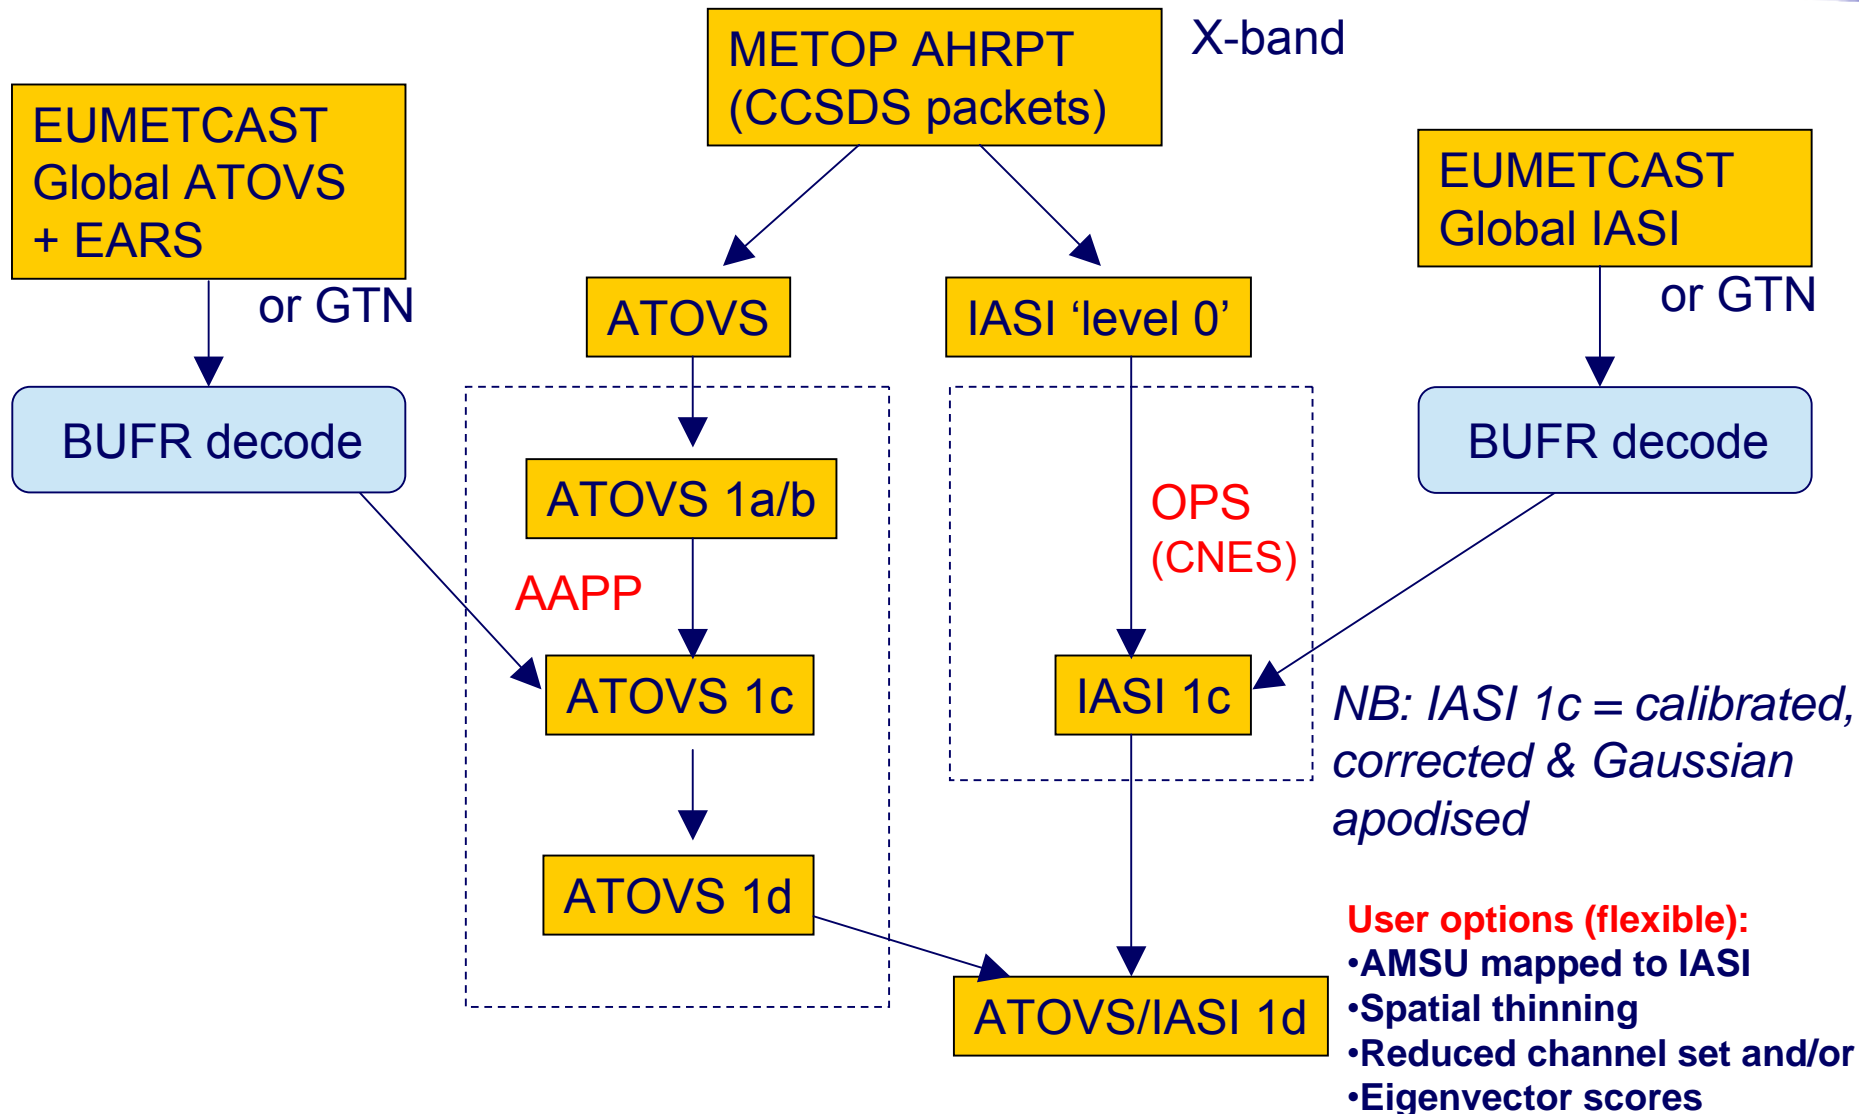 METOP AHRPT
(CCSDS packets)
X-band
EUMETCAST
Global ATOVS
+ EARS
EUMETCAST
Global IASI
or GTN
ATOVS
IASI ‘level 0’
or GTN
BUFR decode
BUFR decode
ATOVS 1a/b
OPS
(CNES)
AAPP
ATOVS 1c
IASI 1c
NB: IASI 1c = calibrated,
corrected & Gaussian
apodised
ATOVS 1d
ATOVS/IASI 1d
User options (flexible):
•AMSU mapped to IASI
•Spatial thinning
•Reduced channel set and/or
•Eigenvector scores